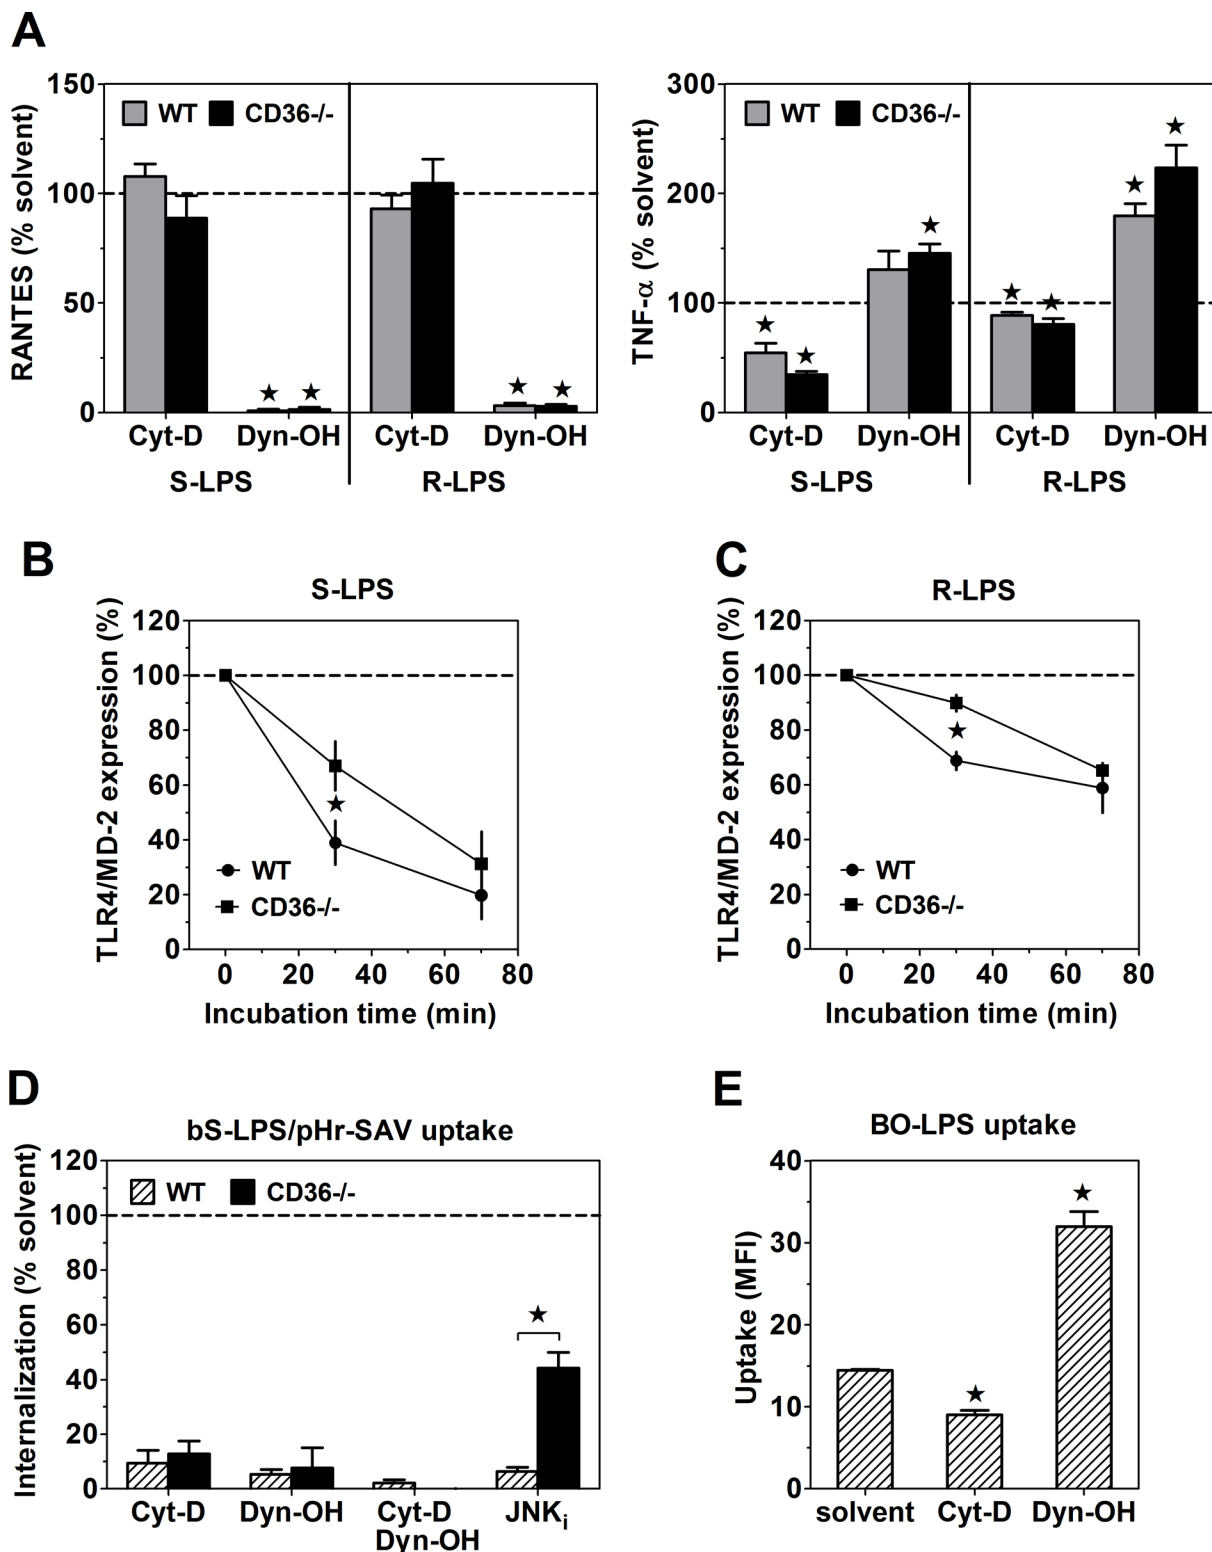 A
RANTES (% solvent)
150
100
50
0
WT CD36-/-
★ ★ ★ ★
Cyt-D Dyn-OH Cyt-D Dyn-OH
S-LPS R-LPS
TNF-α (% solvent)
300
200
100
0
WT CD36-/-
★ ★ ★ ★ ★ ★ ★
Cyt-D Dyn-OH Cyt-D Dyn-OH
S-LPS R-LPS
B
S-LPS
TLR4/MD-2 expression (%)
120
100
80
60
40
20
0
★
WT
CD36-/-
0 20 40 60 80
Incubation time (min)
C
R-LPS
TLR4/MD-2 expression (%)
120
100
80
60
40
20
0
★
WT
CD36-/-
0 20 40 60 80
Incubation time (min)
D
bS-LPS/pHr-SAV uptake
Internalization (% solvent)
120
100
80
60
40
20
0
WT CD36-/-
★
Cyt-D Dyn-OH Cyt-D JNKi
Dyn-OH
E
BO-LPS uptake
Uptake (MFI)
40
30
20
10
0
★ ★
solvent Cyt-D Dyn-OH